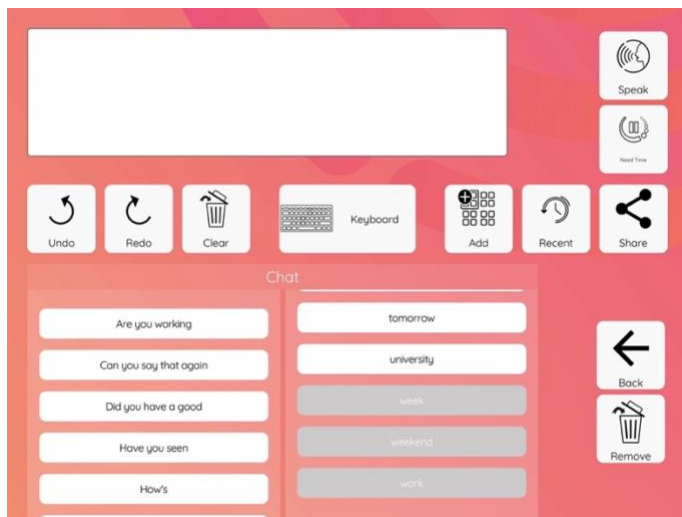 Speak
Need Time
Undo
Redo
Clear
Keyboard
Add
Recent
Share
Chat
Are you working
Can you say that again
Did you have a good
Have you seen
How's
tomorrow
university
week
weekend
work
Back
Remove